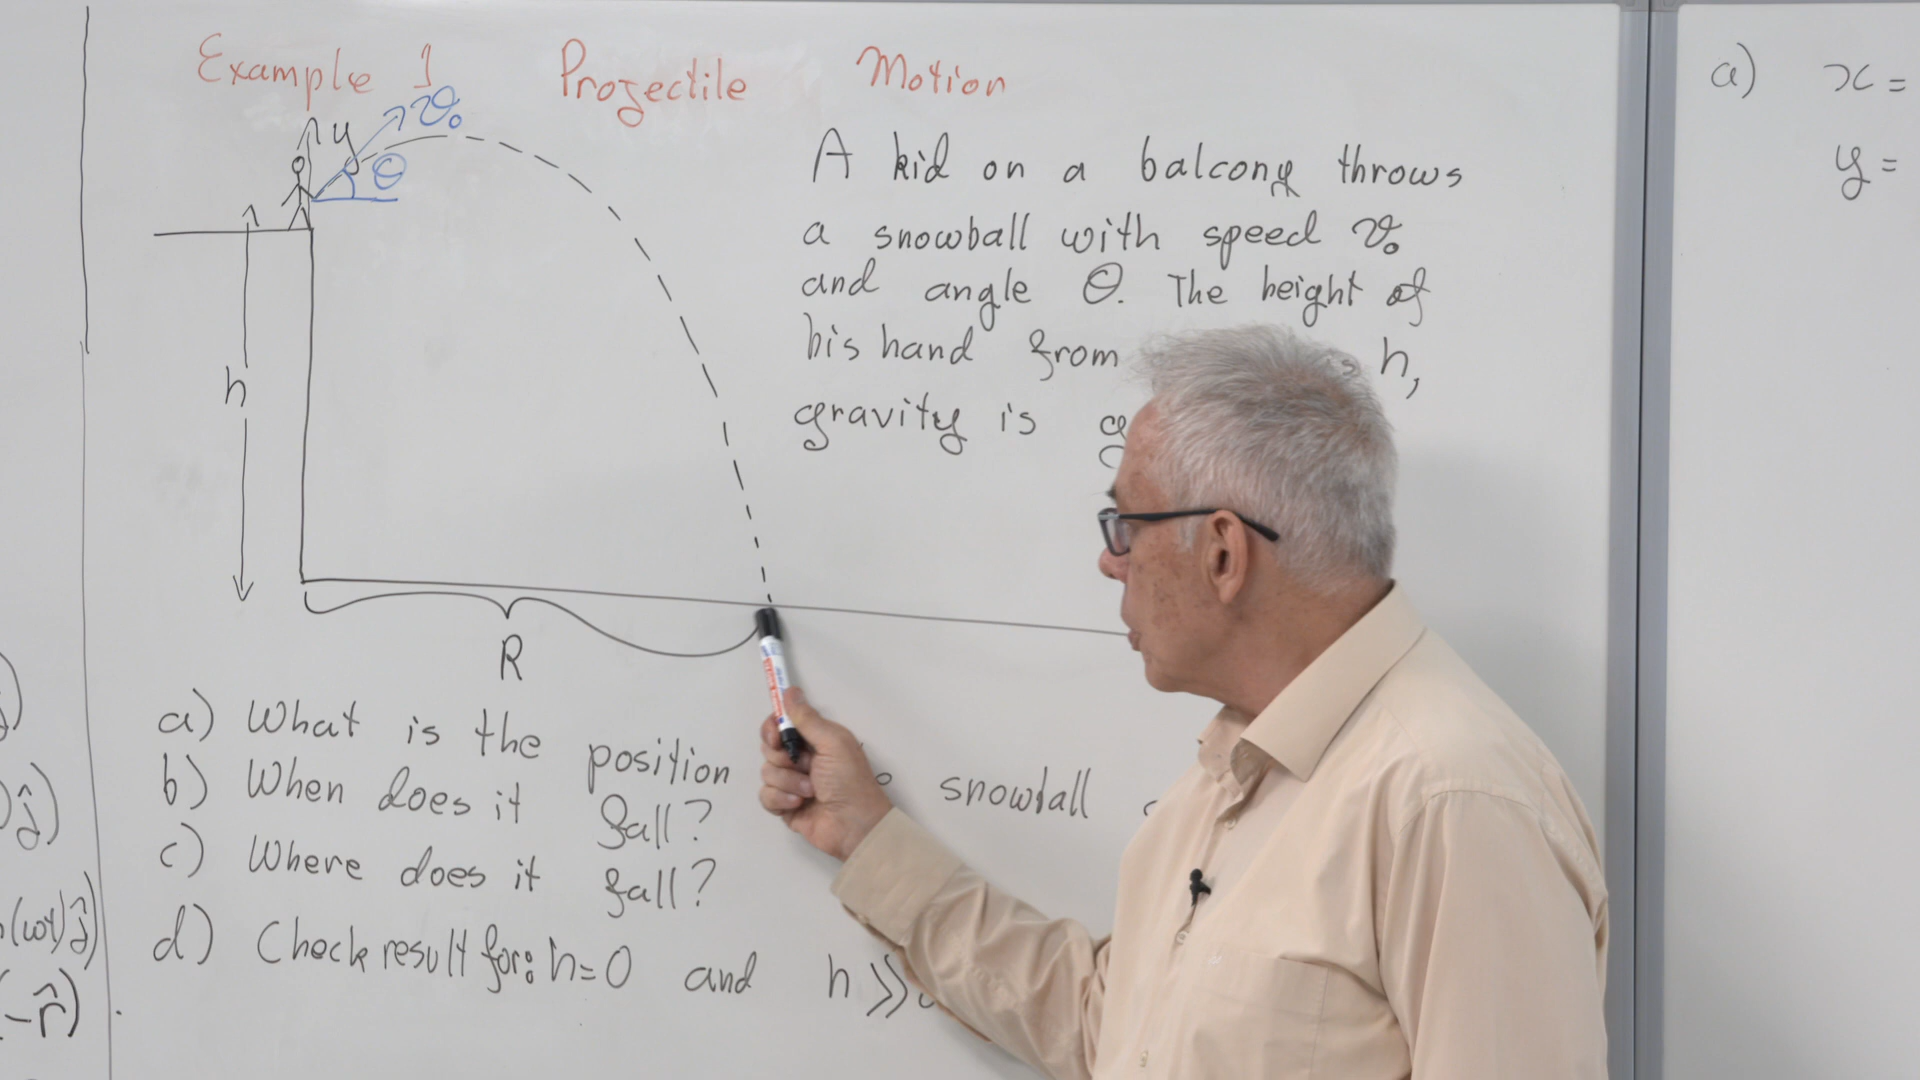 Example 1 Projectile Motion
y
v₀
θ
h
R
A kid on a balcony throws
a snowball with speed v₀
and angle θ. The height of
his hand from h,
gravity is g
a) What is the position snowball
b) When does it fall?
c) Where does it fall?
d) Check result for: h=0 and h >>
a) x =
y =
ĵ)
(ωt)ĵ)
(-r̂)